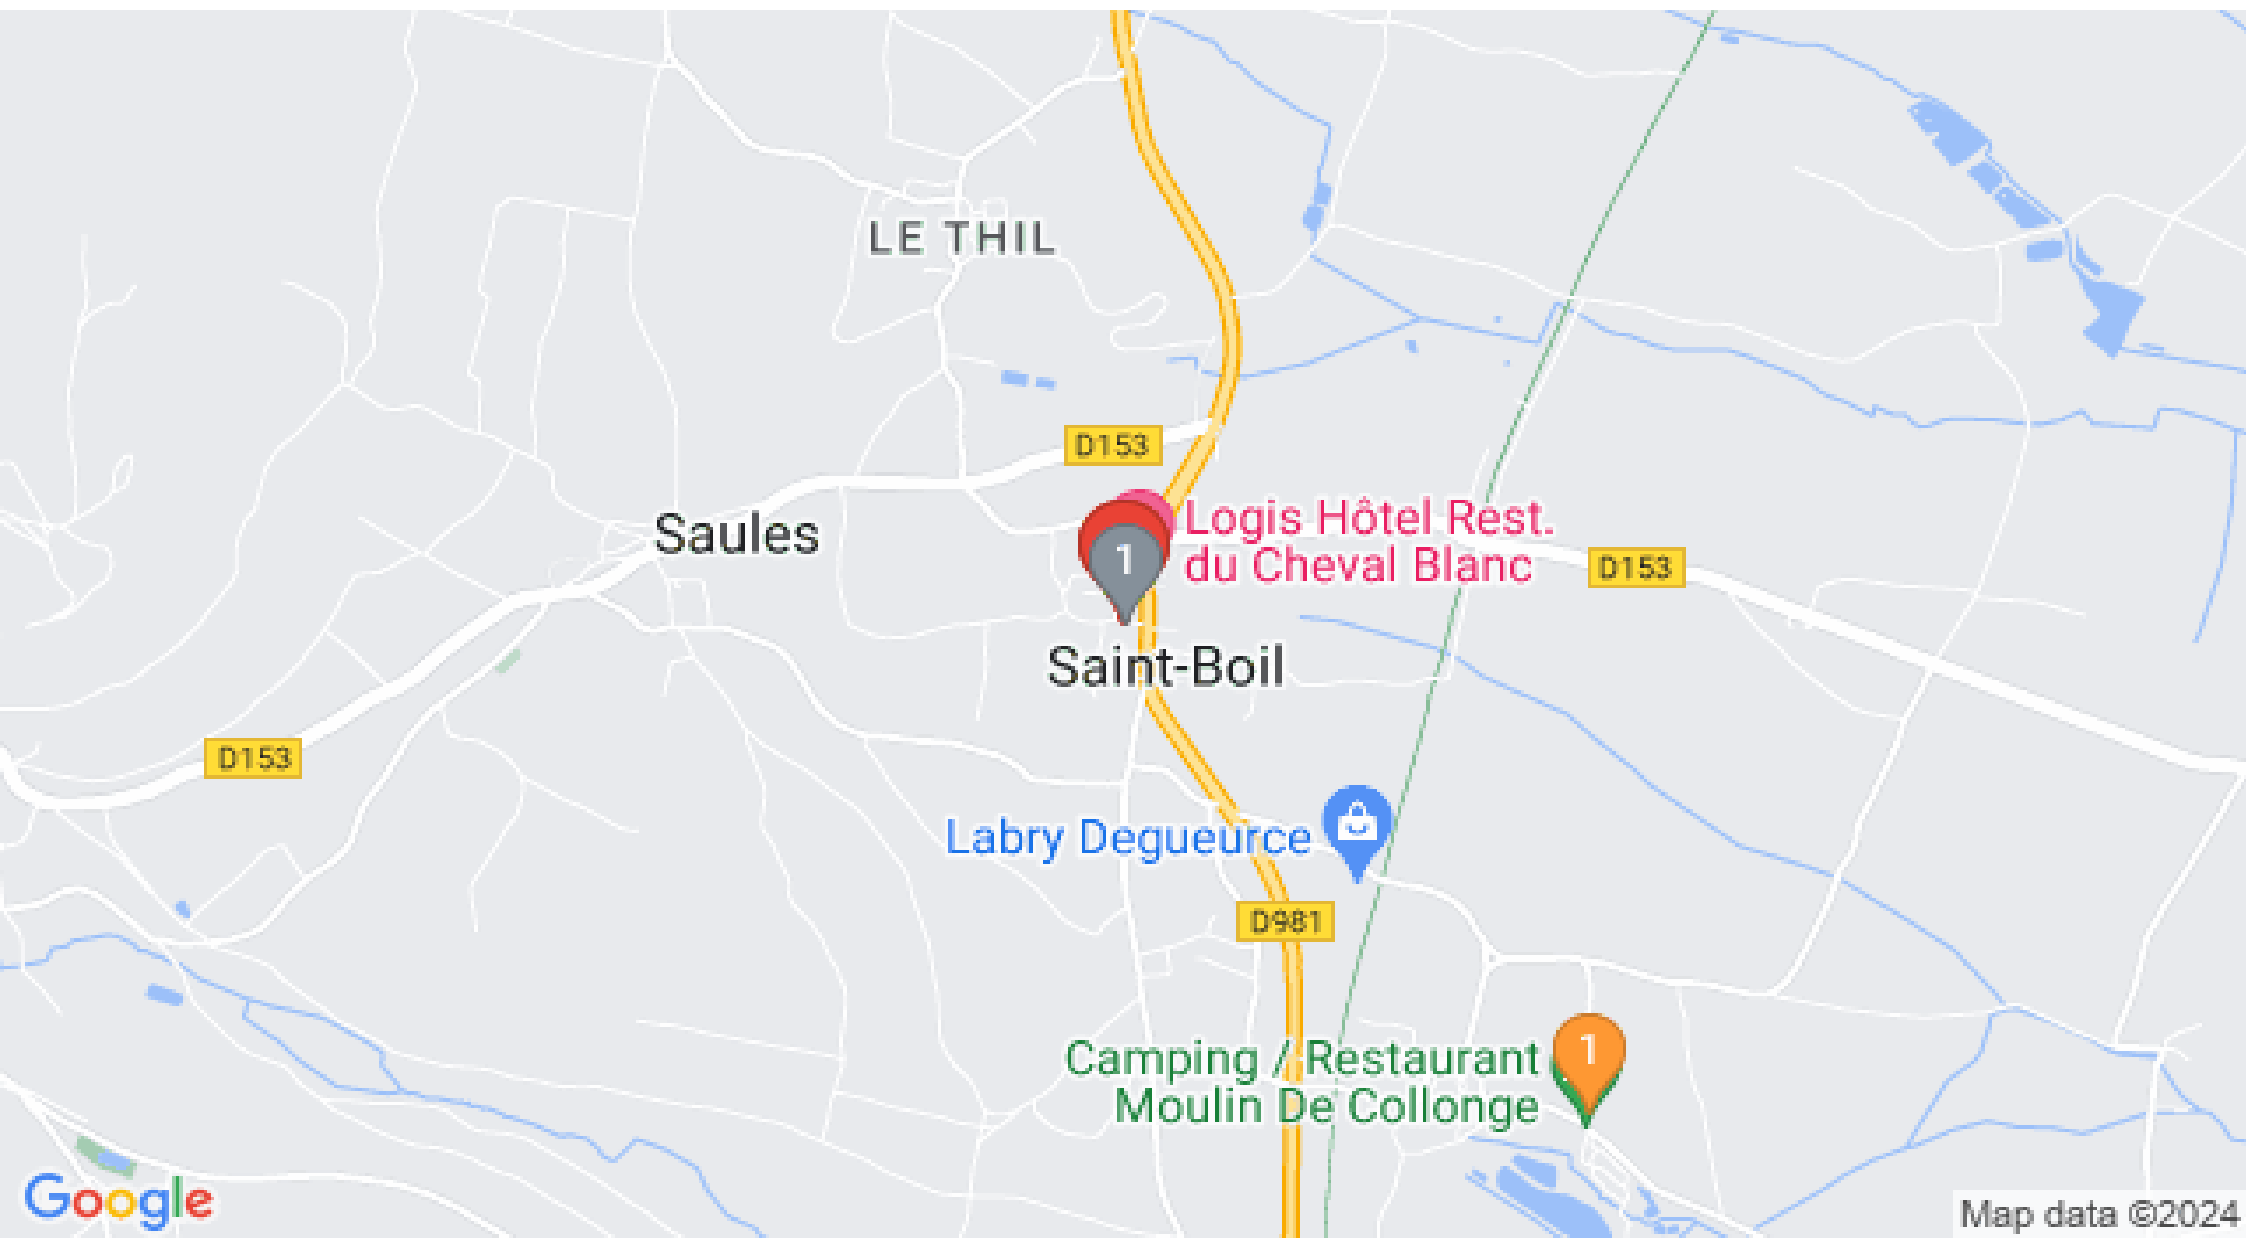 LE THIL
D153
Logis Hôtel Rest.
du Cheval Blanc
Saules
1
D153
Saint-Boil
D153
Labry Degueurce
D981
Camping / Restaurant
Moulin De Collonge
1
Google
Map data ©2024